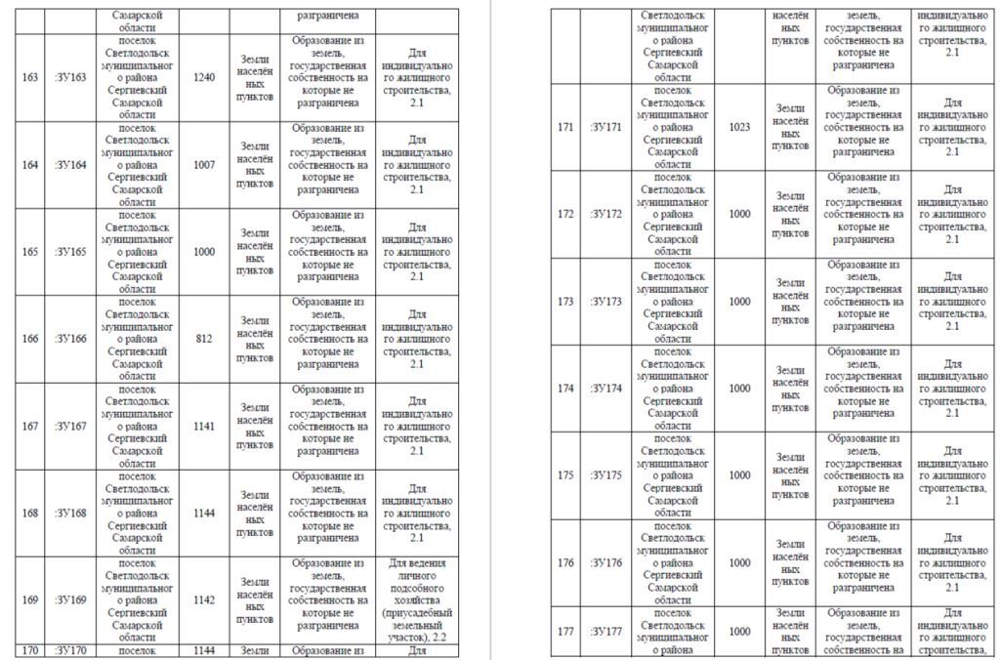 Самарской
области
разграничена
163
:ЗУ163
поселок
Светлодольск
муниципальног
о района
Сергиевский
Самарской
области
1240
Земли
населён
ных
пунктов
Образование из
земель,
государственная
собственность на
которые не
разграничена
Для
индивидуально
го жилищного
строительства,
2.1
164
:ЗУ164
поселок
Светлодольск
муниципальног
о района
Сергиевский
Самарской
области
1007
Земли
населён
ных
пунктов
Образование из
земель,
государственная
собственность на
которые не
разграничена
Для
индивидуально
го жилищного
строительства,
2.1
165
:ЗУ165
поселок
Светлодольск
муниципальног
о района
Сергиевский
Самарской
области
1000
Земли
населён
ных
пунктов
Образование из
земель,
государственная
собственность на
которые не
разграничена
Для
индивидуально
го жилищного
строительства,
2.1
166
:ЗУ166
поселок
Светлодольск
муниципальног
о района
Сергиевский
Самарской
области
812
Земли
населён
ных
пунктов
Образование из
земель,
государственная
собственность на
которые не
разграничена
Для
индивидуально
го жилищного
строительства,
2.1
167
:ЗУ167
поселок
Светлодольск
муниципальног
о района
Сергиевский
Самарской
области
1141
Земли
населён
ных
пунктов
Образование из
земель,
государственная
собственность на
которые не
разграничена
Для
индивидуально
го жилищного
строительства,
2.1
168
:ЗУ168
поселок
Светлодольск
муниципальног
о района
Сергиевский
Самарской
области
1144
Земли
населён
ных
пунктов
Образование из
земель,
государственная
собственность на
которые не
разграничена
Для
индивидуально
го жилищного
строительства,
2.1
169
:ЗУ169
поселок
Светлодольск
муниципальног
о района
Сергиевский
Самарской
области
1142
Земли
населён
ных
пунктов
Образование из
земель,
государственная
собственность на
которые не
разграничена
Для ведения
личного
подсобного
хозяйства
(приусадебный
земельный
участок), 2.2
170
:ЗУ170
поселок
1144
Земли
Образование из
Для
Светлодольск
муниципальног
о района
Сергиевский
Самарской
области
населён
ных
пунктов
земель,
государственная
собственность на
которые не
разграничена
индивидуально
го жилищного
строительства,
2.1
171
:ЗУ171
поселок
Светлодольск
муниципальног
о района
Сергиевский
Самарской
области
1023
Земли
населён
ных
пунктов
Образование из
земель,
государственная
собственность на
которые не
разграничена
Для
индивидуально
го жилищного
строительства,
2.1
172
:ЗУ172
поселок
Светлодольск
муниципальног
о района
Сергиевский
Самарской
области
1000
Земли
населён
ных
пунктов
Образование из
земель,
государственная
собственность на
которые не
разграничена
Для
индивидуально
го жилищного
строительства,
2.1
173
:ЗУ173
поселок
Светлодольск
муниципальног
о района
Сергиевский
Самарской
области
1000
Земли
населён
ных
пунктов
Образование из
земель,
государственная
собственность на
которые не
разграничена
Для
индивидуально
го жилищного
строительства,
2.1
174
:ЗУ174
поселок
Светлодольск
муниципальног
о района
Сергиевский
Самарской
области
1000
Земли
населён
ных
пунктов
Образование из
земель,
государственная
собственность на
которые не
разграничена
Для
индивидуально
го жилищного
строительства,
2.1
175
:ЗУ175
поселок
Светлодольск
муниципальног
о района
Сергиевский
Самарской
области
1000
Земли
населён
ных
пунктов
Образование из
земель,
государственная
собственность на
которые не
разграничена
Для
индивидуально
го жилищного
строительства,
2.1
176
:ЗУ176
поселок
Светлодольск
муниципальног
о района
Сергиевский
Самарской
области
1000
Земли
населён
ных
пунктов
Образование из
земель,
государственная
собственность на
которые не
разграничена
Для
индивидуально
го жилищного
строительства,
2.1
177
:ЗУ177
поселок
Светлодольск
муниципальног
о района
1000
Земли
населён
ных
пунктов
Образование из
земель,
государственная
собственность на
Для
индивидуально
го жилищного
строительства,